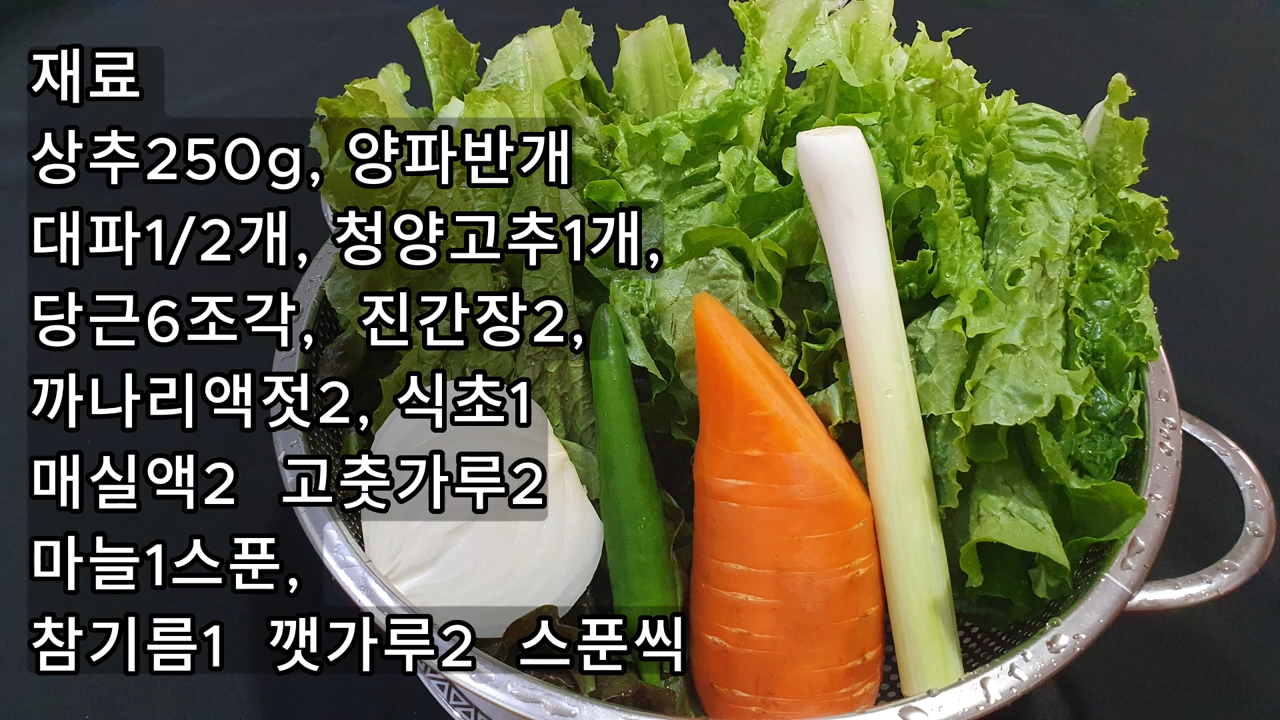 재료
상추250g, 양파반개
대파1/2개, 청양고추1개,
당근6조각, 진간장2,
까나리액젓2, 식초1
매실액2 고춧가루2
마늘1스푼,
참기름1 깻가루2 스푼씩